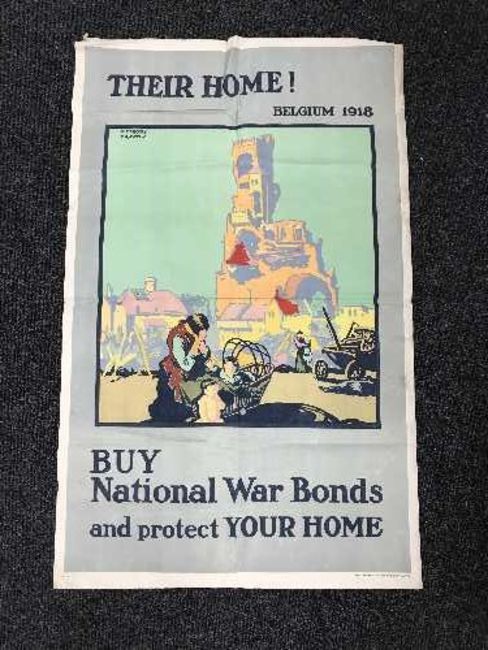 THEIR HOME!
BELGIUM 1918
BUY
National War Bonds
and protect YOUR HOME